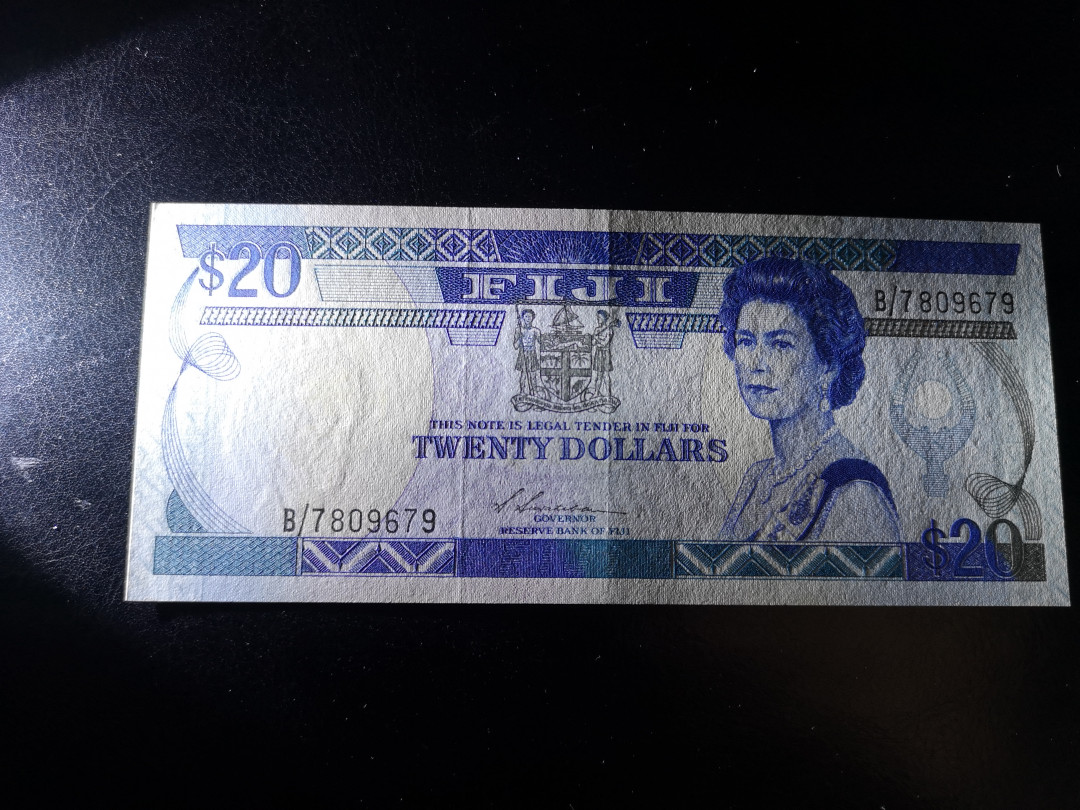 $20
FIJI
B/7809679
THIS NOTE IS LEGAL TENDER IN FIJI FOR
TWENTY DOLLARS
B/7809679
GOVERNOR
RESERVE BANK OF FIJI
$20